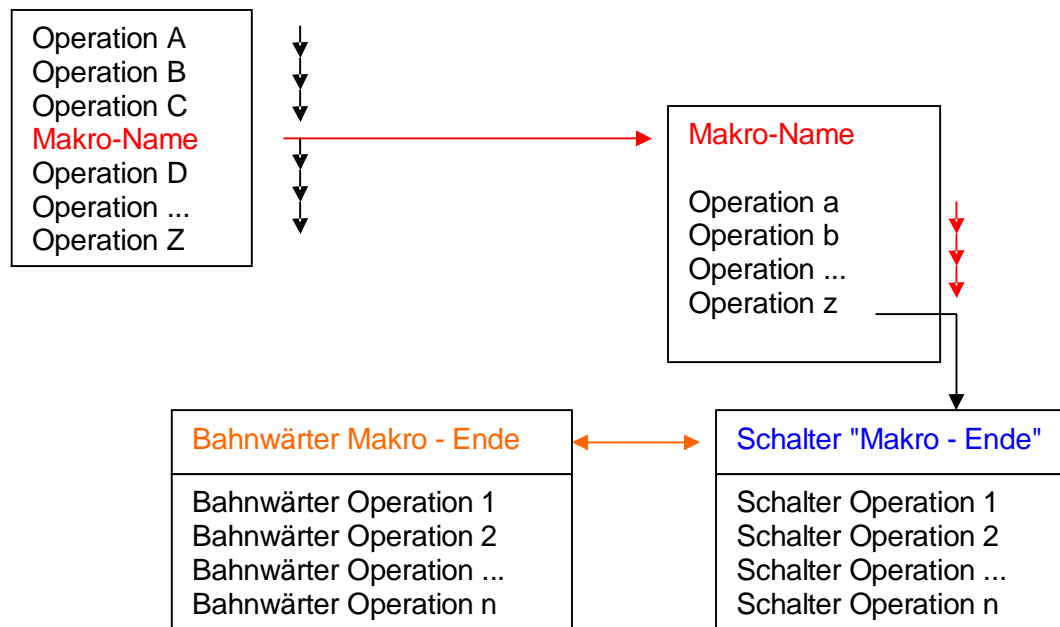 Operation A
Operation B
Operation C
Makro-Name
Operation D
Operation ...
Operation Z
Makro-Name
Operation a
Operation b
Operation ...
Operation z
Bahnwärter Makro - Ende
Bahnwärter Operation 1
Bahnwärter Operation 2
Bahnwärter Operation ...
Bahnwärter Operation n
Schalter "Makro - Ende"
Schalter Operation 1
Schalter Operation 2
Schalter Operation ...
Schalter Operation n